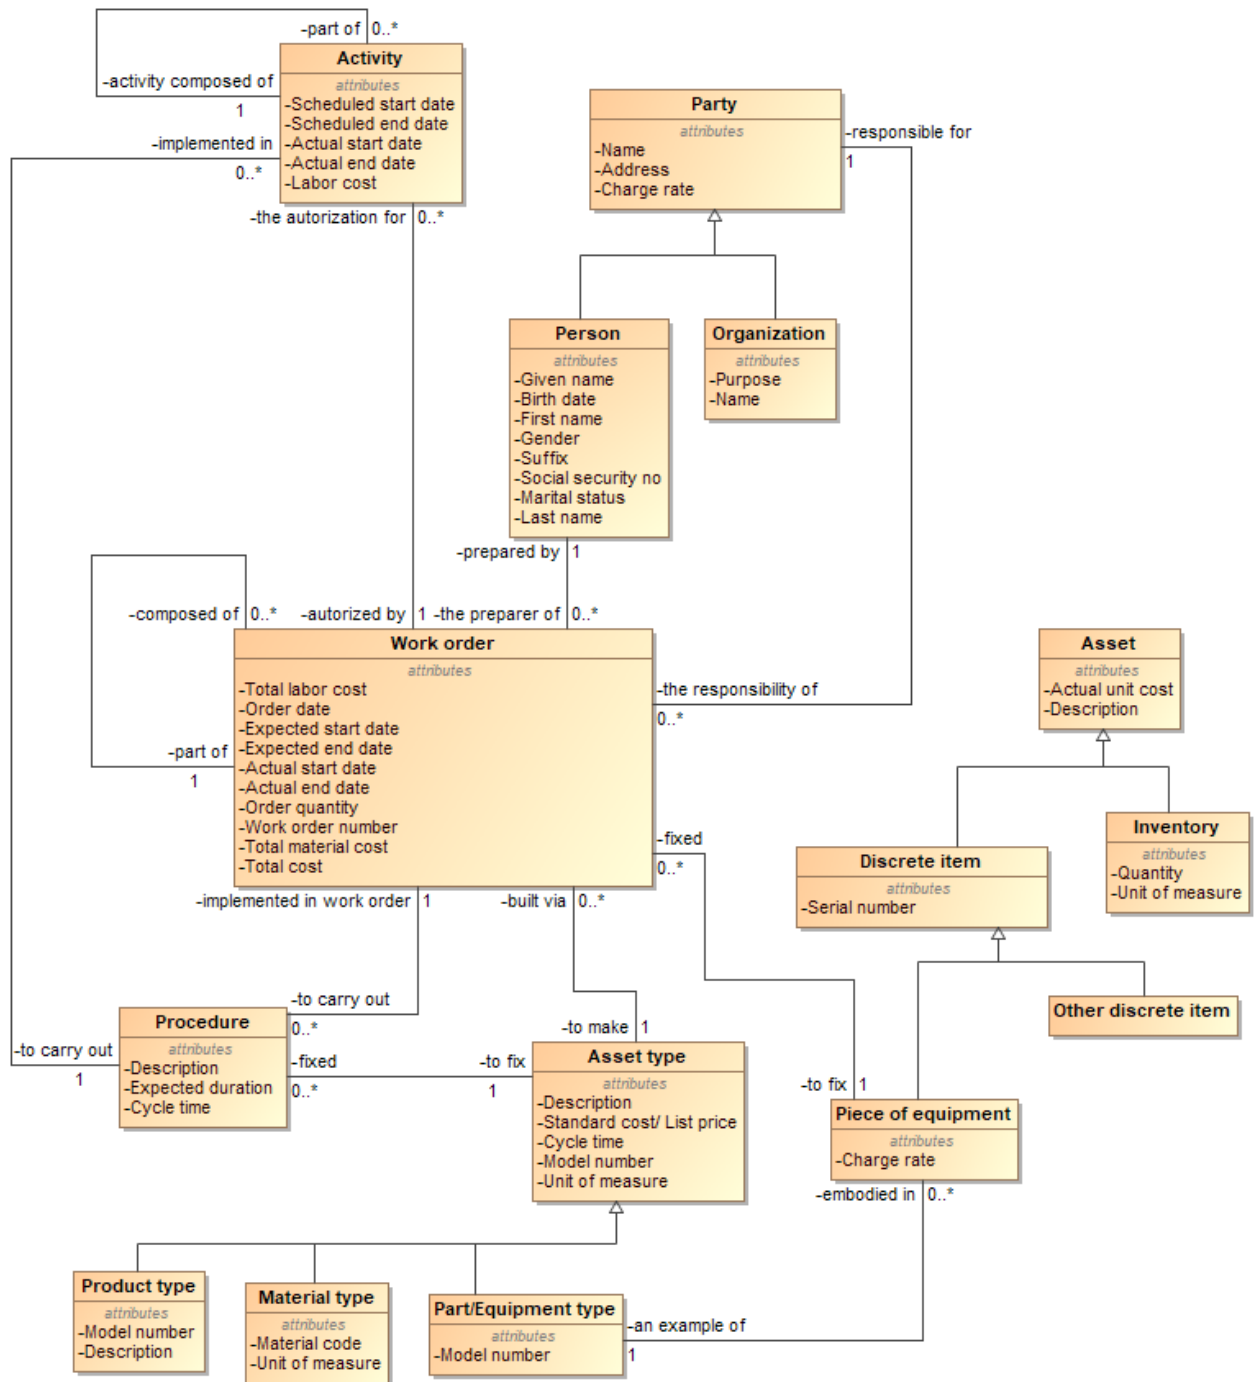 -part of 0..*
Activity
attributes
-Scheduled start date
-Scheduled end date
-Actual start date
-Actual end date
-Labor cost
-activity composed of
1
-implemented in
0..*
-the autorization for 0..*
Party
attributes
-Name
-Address
-Charge rate
-responsible for
1
Person
attributes
-Given name
-Birth date
-First name
-Gender
-Suffix
-Social security no
-Marital status
-Last name
Organization
attributes
-Purpose
-Name
-prepared by 1
-composed of 0..*
-autorized by 1
-the preparer of 0..*
Work order
attributes
-Total labor cost
-Order date
-Expected start date
-Expected end date
-Actual start date
-Actual end date
-Order quantity
-Work order number
-Total material cost
-Total cost
-part of
1
-the responsibility of
0..*
-fixed
0..*
Asset
attributes
-Actual unit cost
-Description
Discrete item
attributes
-Serial number
Inventory
attributes
-Quantity
-Unit of measure
Other discrete item
-implemented in work order 1
-built via 0..*
-to carry out
0..*
-to make 1
-to carry out
1
Procedure
attributes
-Description
-Expected duration
-Cycle time
-fixed
0..*
-to fix
1
Asset type
attributes
-Description
-Standard cost/ List price
-Cycle time
-Model number
-Unit of measure
-to fix 1
Piece of equipment
attributes
-Charge rate
-embodied in 0..*
Product type
attributes
-Model number
-Description
Material type
attributes
-Material code
-Unit of measure
Part/Equipment type
attributes
-Model number
-an example of
1